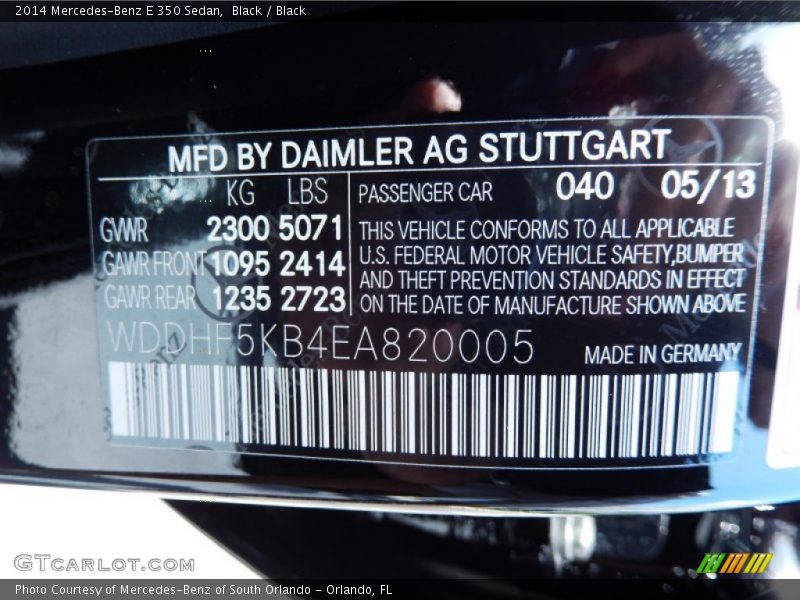 2014 Mercedes-Benz E 350 Sedan, Black / Black
MFD BY DAIMLER AG STUTTGART
KG LBS PASSENGER CAR 040 05/13
GVWR 2300 5071 THIS VEHICLE CONFORMS TO ALL APPLICABLE
GAWR FRONT 1095 2414 U.S. FEDERAL MOTOR VEHICLE SAFETY,BUMPER
GAWR REAR 1235 2723 AND THEFT PREVENTION STANDARDS IN EFFECT
ON THE DATE OF MANUFACTURE SHOWN ABOVE
WDDHF5KB4EA820005 MADE IN GERMANY
GTcarlot.com
Photo Courtesy of Mercedes-Benz of South Orlando - Orlando, FL